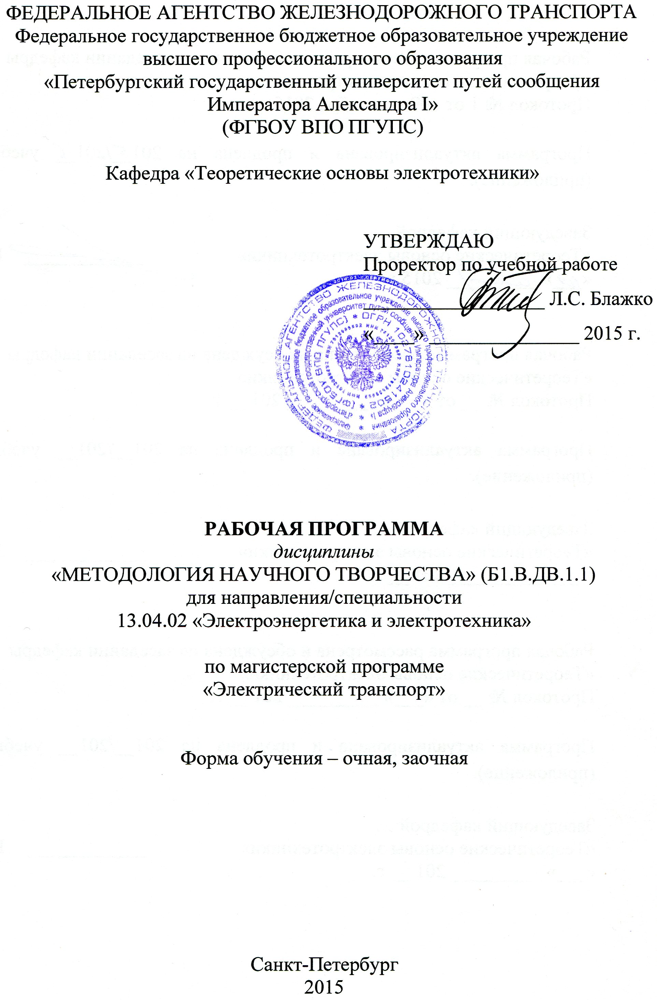 ФЕДЕРАЛЬНОЕ АГЕНТСТВО ЖЕЛЕЗНОДОРОЖНОГО ТРАНСПОРТА
Федеральное государственное бюджетное образовательное учреждение
высшего профессионального образования
«Петербургский государственный университет путей сообщения
Императора Александра I»
(ФГБОУ ВПО ПГУПС)
Кафедра «Теоретические основы электротехники»
УТВЕРЖДАЮ
Проректор по учебной работе
Л.С. Блажко
«____» _______________ 2015 г.
ФЕДЕРАЛЬНОЕ АГЕНТСТВО ЖЕЛЕЗНОДОРОЖНОГО ТРАНСПОРТА
Федеральное государственное бюджетное образовательное учреждение высшего профессионального образования
«Петербургский государственный университет путей сообщения Императора Александра I»
(ФГБОУ ВПО ПГУПС) * ОГРН 1027810241502 *
РАБОЧАЯ ПРОГРАММА
дисциплины
«МЕТОДОЛОГИЯ НАУЧНОГО ТВОРЧЕСТВА» (Б1.В.ДВ.1.1)
для направления/специальности
13.04.02 «Электроэнергетика и электротехника»
по магистерской программе
«Электрический транспорт»
Форма обучения – очная, заочная
Санкт-Петербург
2015